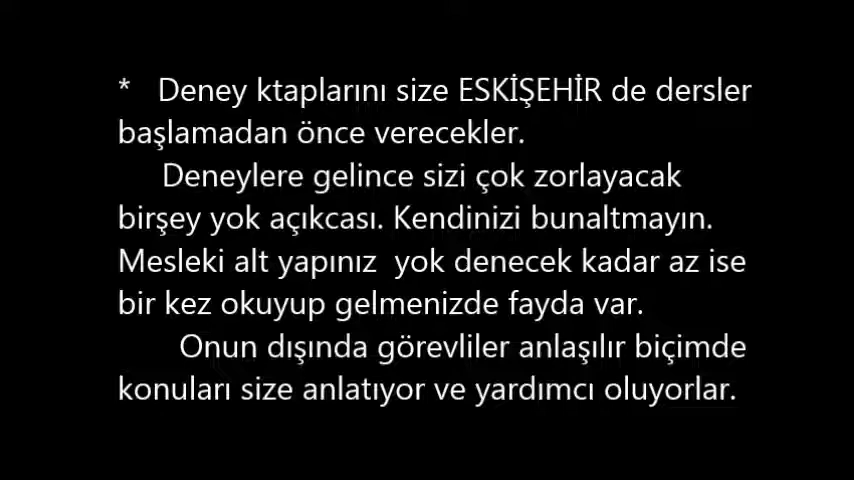 * Deney ktaplarını size ESKİŞEHİR de dersler
başlamadan önce verecekler.
Deneylere gelince sizi çok zorlayacak
birşey yok açıkcası. Kendinizi bunaltmayın.
Mesleki alt yapınız yok denecek kadar az ise
bir kez okuyup gelmenizde fayda var.
Onun dışında görevliler anlaşılır biçimde
konuları size anlatıyor ve yardımcı oluyorlar.